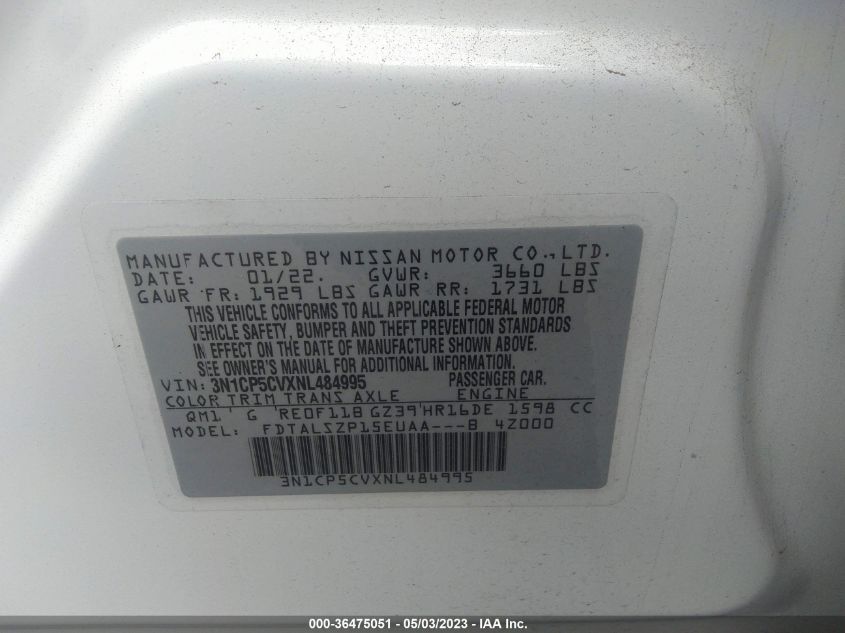 MANUFACTURED BY NISSAN MOTOR CO., LTD.
DATE: 01/22. GVWR: 3660 LBS
GAWR FR: 1929 LBS GAWR RR: 1731 LBS
THIS VEHICLE CONFORMS TO ALL APPLICABLE FEDERAL MOTOR
VEHICLE SAFETY, BUMPER AND THEFT PREVENTION STANDARDS
IN EFFECT ON THE DATE OF MANUFACTURE SHOWN ABOVE.
SEE OWNER'S MANUAL FOR ADDITIONAL INFORMATION.
VIN: 3N1CP5CVXNL484995 PASSENGER CAR.
COLOR TRIM TRANS AXLE ENGINE
QM1 G RE0F11B GZ39 HR16DE 1598 CC
MODEL: FDTALSZP15EUAA---B 4Z000
3N1CP5CVXNL484995
000-36475051 - 05/03/2023 - IAA Inc.